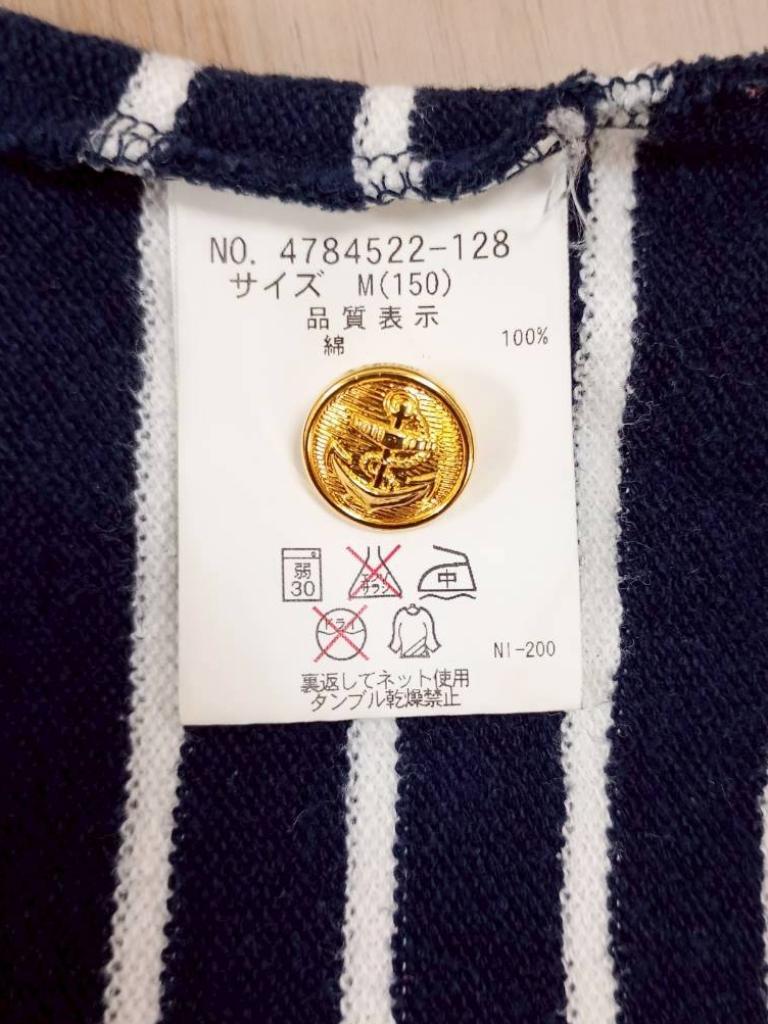 NO. 4784522-128
サイズ M(150)
品質表示
綿 100%
弱
30
エンソ
サラシ
中
ドライ
NI-200
裏返してネット使用
タンブル乾燥禁止